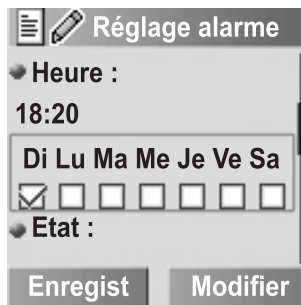 Réglage alarme
Heure :
18:20
Di Lu Ma Me Je Ve Sa
Etat :
Enregist Modifier